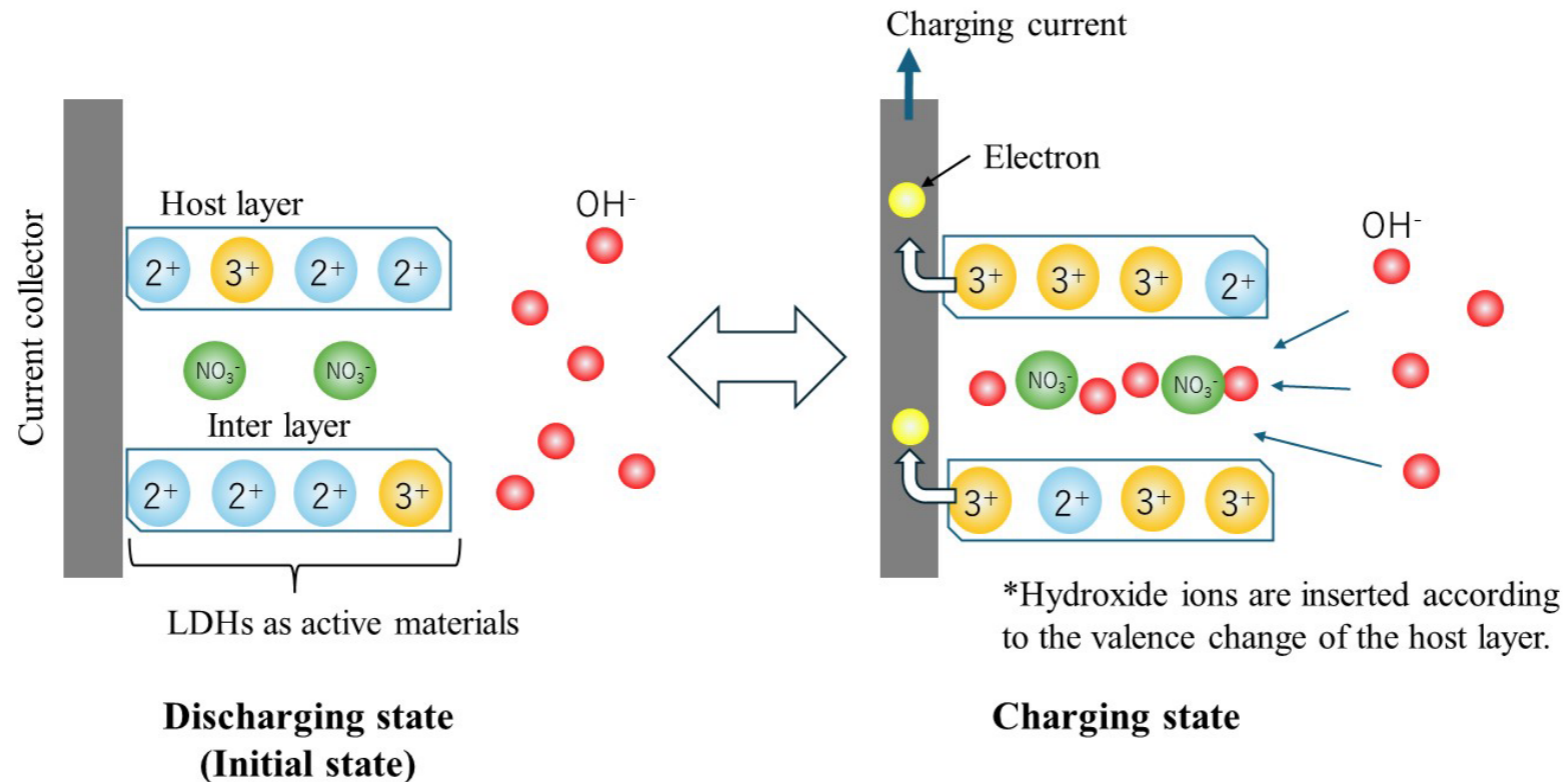 Current collector
Host layer
2+ 3+ 2+ 2+
NO₃⁻ NO₃⁻
Inter layer
2+ 2+ 2+ 3+
OH⁻
LDHs as active materials
Discharging state
(Initial state)
Charging current
Electron
OH⁻
3+ 3+ 3+ 2+
NO₃⁻ NO₃⁻
3+ 2+ 3+ 3+
*Hydroxide ions are inserted according
to the valence change of the host layer.
Charging state